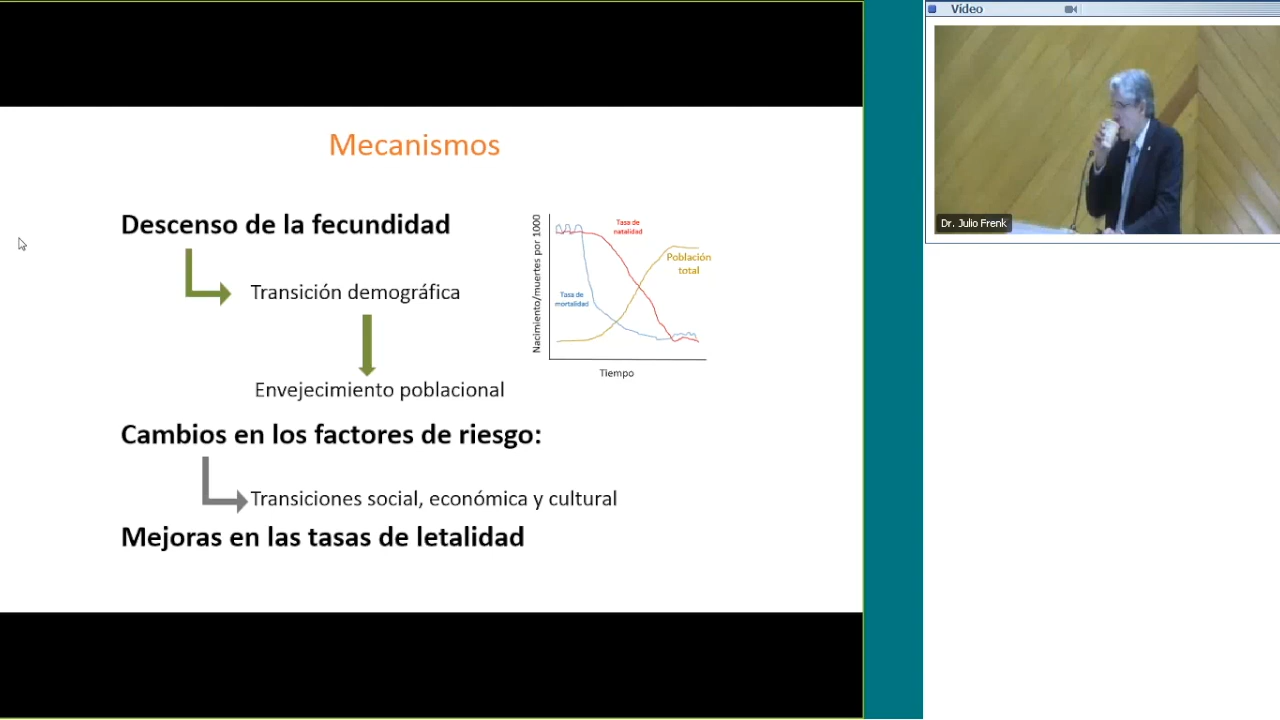 Mecanismos
Descenso de la fecundidad
Transición demográfica
Envejecimiento poblacional
Nacimiento/muertes por 1000
Tasa de
natalidad
Población
total
Tasa de
mortalidad
Tiempo
Cambios en los factores de riesgo:
Transiciones social, económica y cultural
Mejoras en las tasas de letalidad
Vídeo
Dr. Julio Frenk